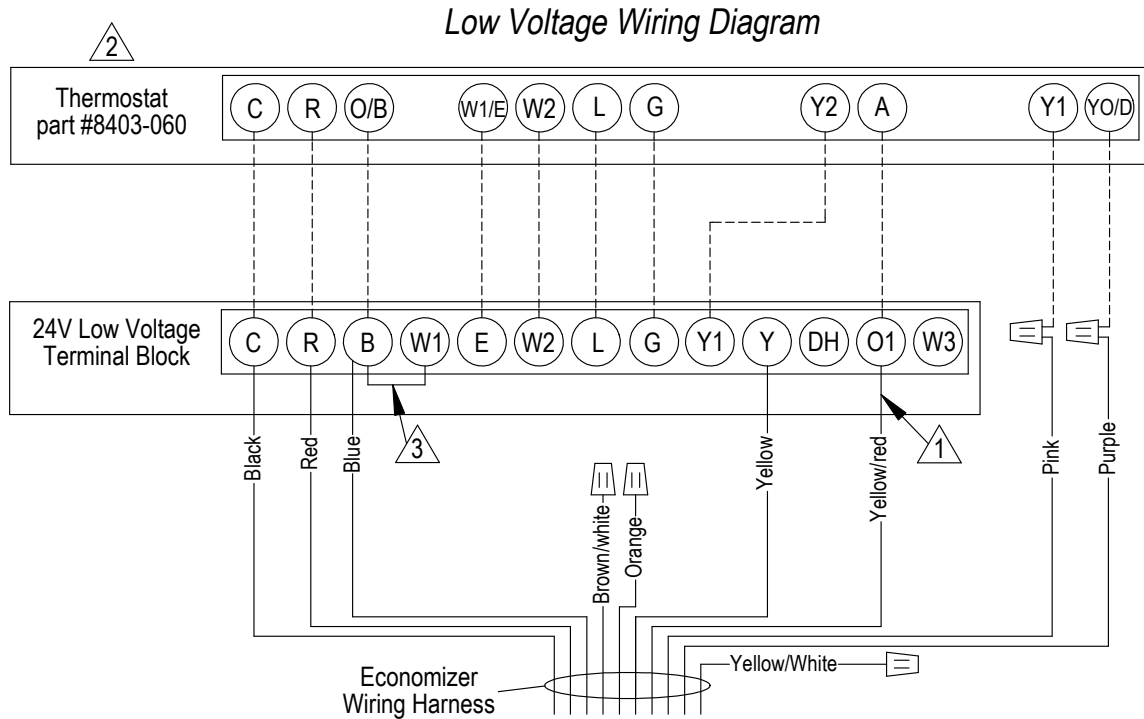 Low Voltage Wiring Diagram
2
Thermostat
part #8403-060
C R O/B W1/E W2 L G Y2 A Y1 YO/D
24V Low Voltage
Terminal Block
C R B W1 E W2 L G Y1 Y DH O1 W3
3
1
Black
Red
Blue
Brown/white
Orange
Yellow
Yellow/red
Pink
Purple
Yellow/White
Economizer
Wiring Harness